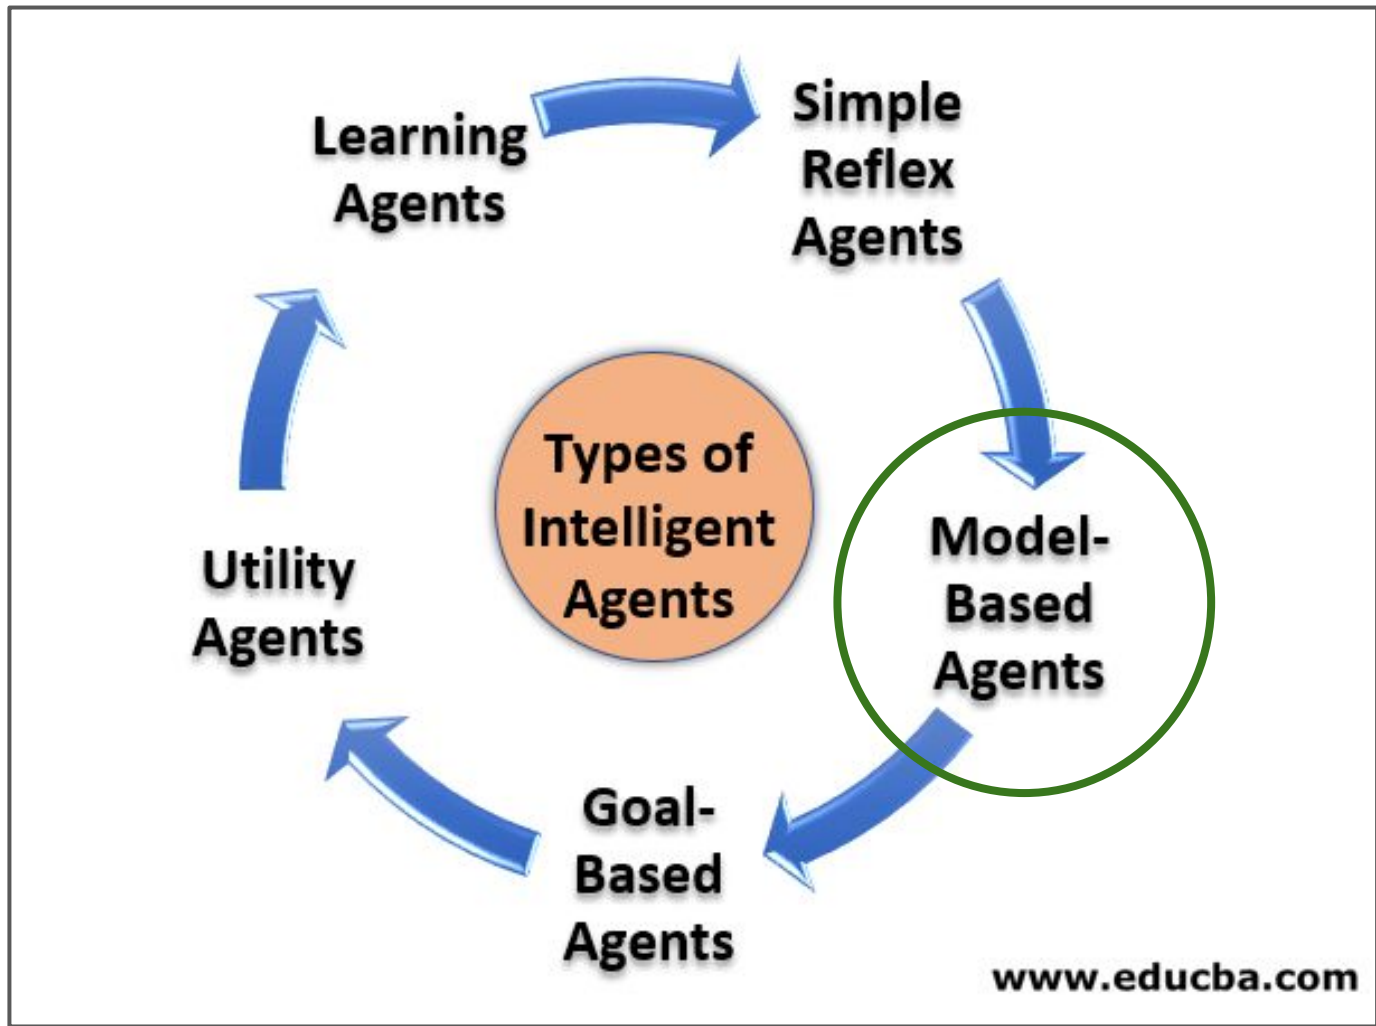 Learning
Agents
Simple
Reflex
Agents
Types of
Intelligent
Agents
Model-
Based
Agents
Utility
Agents
Goal-
Based
Agents
www.educba.com